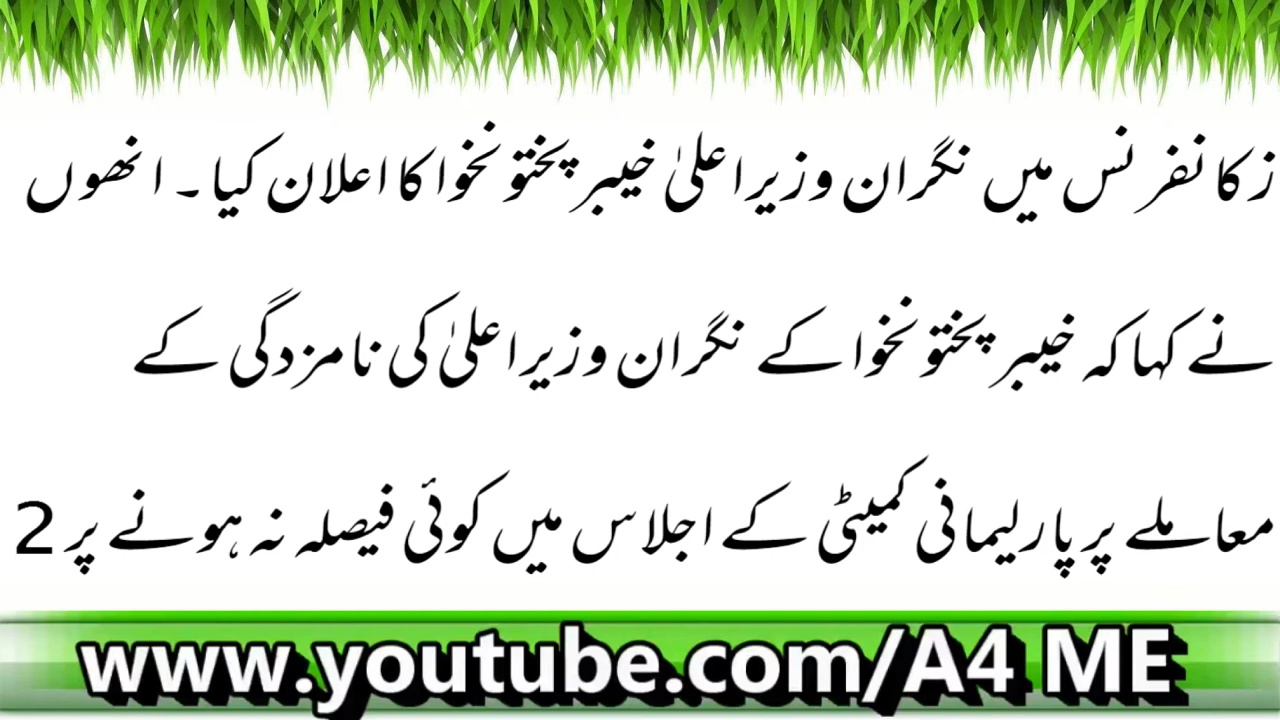 ز کانفرنس میں نگران وزیراعلیٰ خیبر پختونخوا کا اعلان کیا۔ انھوں
نے کہا کہ خیبر پختونخوا کے نگران وزیراعلیٰ کی نامزدگی کے
معاملے پر پارلیمانی کمیٹی کے اجلاس میں کوئی فیصلہ نہ ہونے پر 2
www.youtube.com/A4 ME